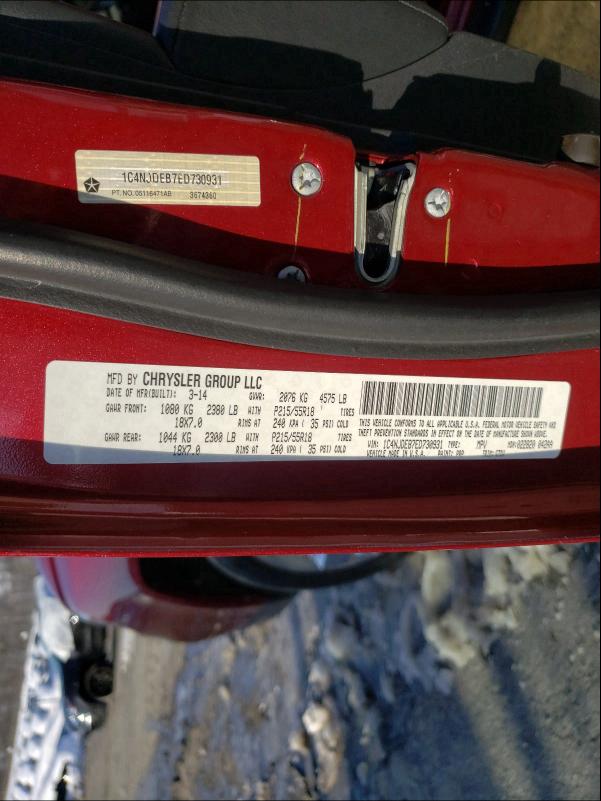 1C4NJDEB7ED730931
PT. NO. 05116471AB 3674360
MFD BY CHRYSLER GROUP LLC
DATE OF MFR(BUILT): 3-14 GVWR: 2076 KG 4575 LB
GAWR FRONT: 1080 KG 2380 LB WITH P215/55R18 TIRES
18X7.0 RIMS AT 240 KPA ( 35 PSI) COLD
GAWR REAR: 1044 KG 2300 LB WITH P215/55R18 TIRES
18X7.0 RIMS AT 240 KPA ( 35 PSI) COLD
THIS VEHICLE CONFORMS TO ALL APPLICABLE U.S.A. FEDERAL MOTOR VEHICLE SAFETY AND
THEFT PREVENTION STANDARDS IN EFFECT ON THE DATE OF MANUFACTURE SHOWN ABOVE.
VIN: 1C4NJDEB7ED730931 TYPE: MPV MDH:
VEHICLE MADE IN U.S.A. PAINT: PRP TRIM: